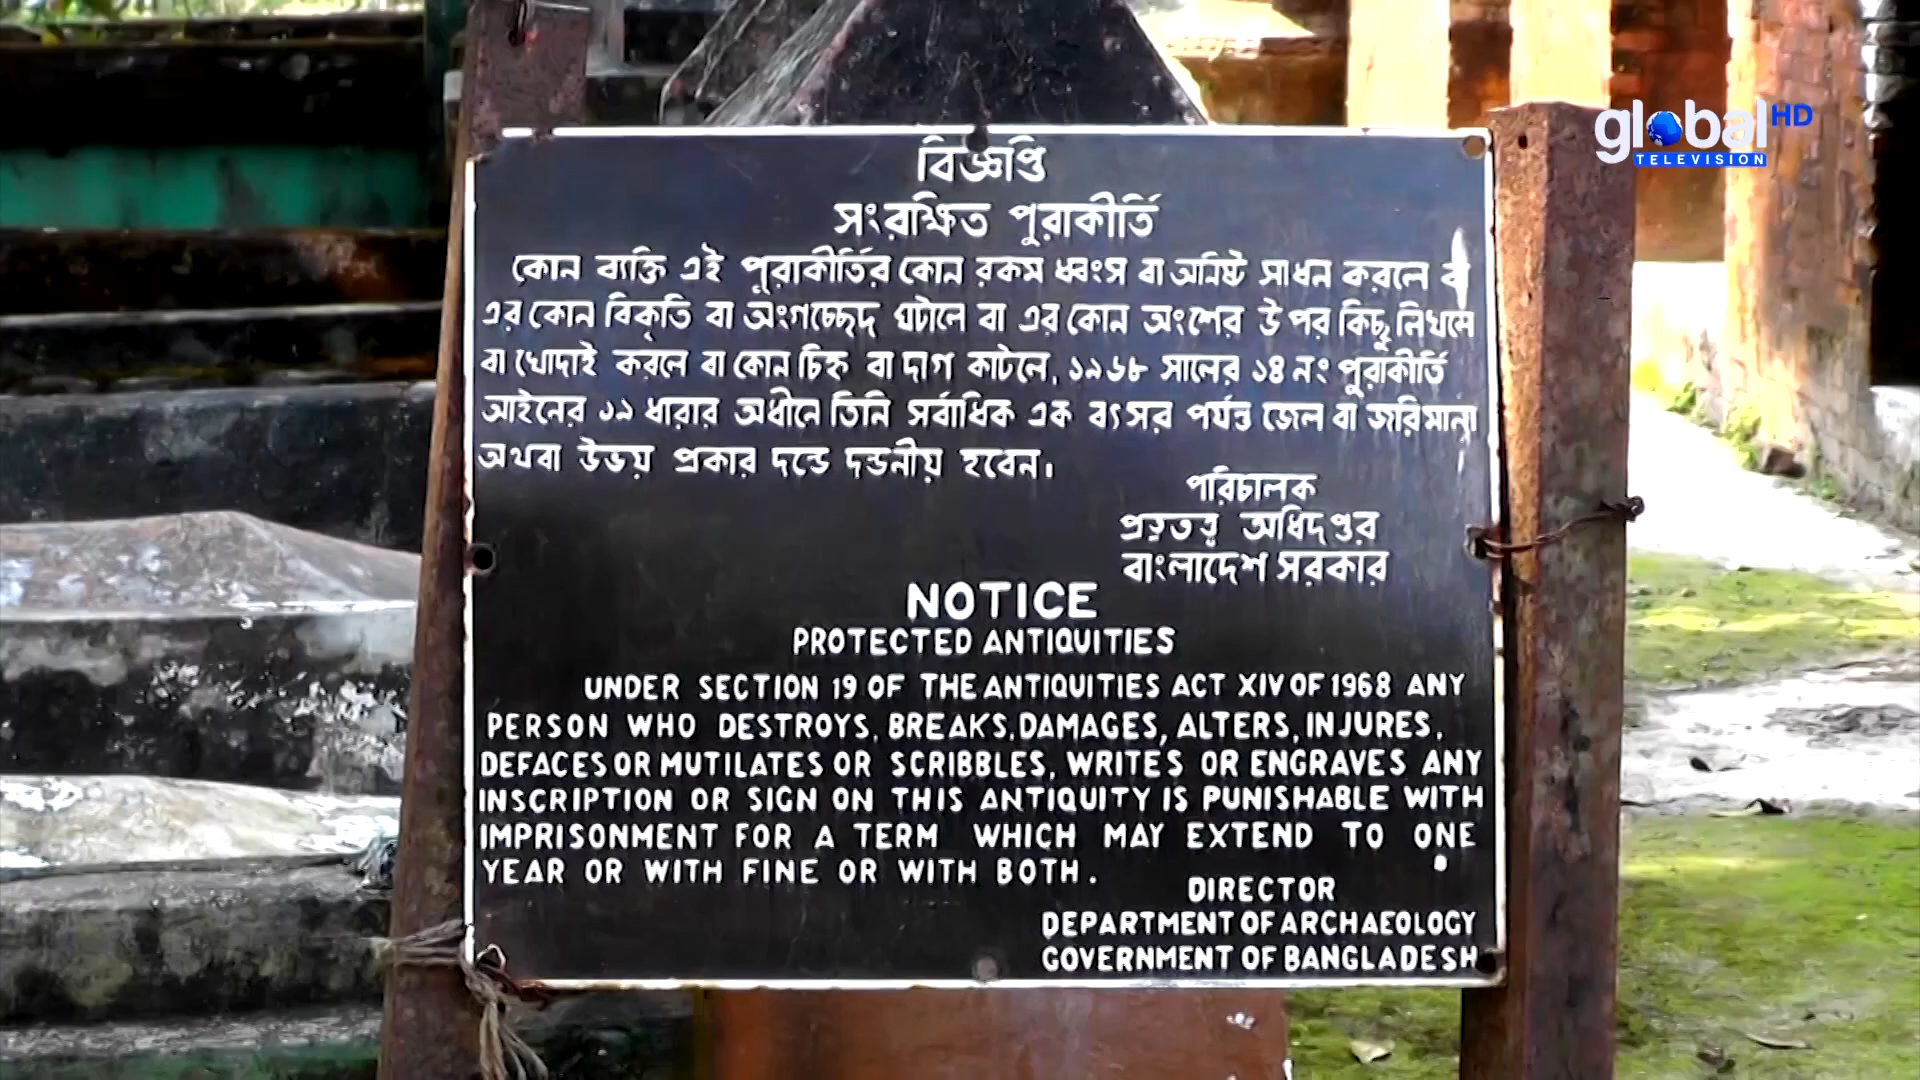 global HD
TELEVISION
বিজ্ঞপ্তি
সংরক্ষিত পুরাকীর্তি
কোন ব্যক্তি এই পুরাকীর্তির কোন রকম ধ্বংস বা অনিষ্ট সাধন করলে বা
এর কোন বিকৃতি বা অংগচ্ছেদ ঘটালে বা এর কোন অংশের উপর কিছু লিখলে
বা খোদাই করলে বা কোন চিহ্ন বা দাগ কাটলে, ১৯৬৮ সালের ১৪ নং পুরাকীর্তি
আইনের ১৯ ধারার অধীনে তিনি সর্বাধিক এক বৎসর পর্যন্ত জেল বা জরিমানা
অথবা উভয় প্রকার দন্ডে দন্ডনীয় হবেন।
পরিচালক
প্রত্নতত্ত্ব অধিদপ্তর
বাংলাদেশ সরকার
NOTICE
PROTECTED ANTIQUITIES
UNDER SECTION 19 OF THE ANTIQUITIES ACT XIV OF 1968 ANY
PERSON WHO DESTROYS, BREAKS, DAMAGES, ALTERS, INJURES,
DEFACES OR MUTILATES OR SCRIBBLES, WRITES OR ENGRAVES ANY
INSCRIPTION OR SIGN ON THIS ANTIQUITY IS PUNISHABLE WITH
IMPRISONMENT FOR A TERM WHICH MAY EXTEND TO ONE
YEAR OR WITH FINE OR WITH BOTH.
DIRECTOR
DEPARTMENT OF ARCHAEOLOGY
GOVERNMENT OF BANGLADESH